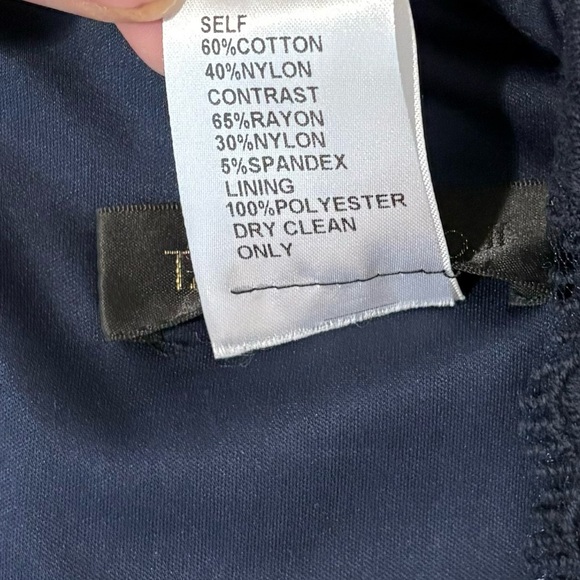 SELF
60%COTTON
40%NYLON
CONTRAST
65%RAYON
30%NYLON
5%SPANDEX
LINING
100%POLYESTER
DRY CLEAN
ONLY